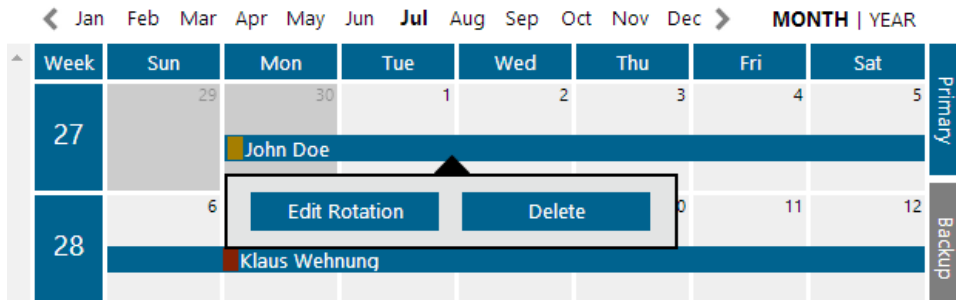 Jan Feb Mar Apr May Jun Jul Aug Sep Oct Nov Dec MONTH | YEAR
Week Sun Mon Tue Wed Thu Fri Sat
Primary
27 29 30 1 2 3 4 5
John Doe
Edit Rotation Delete
28 6 11 12
Backup
Klaus Wehnung